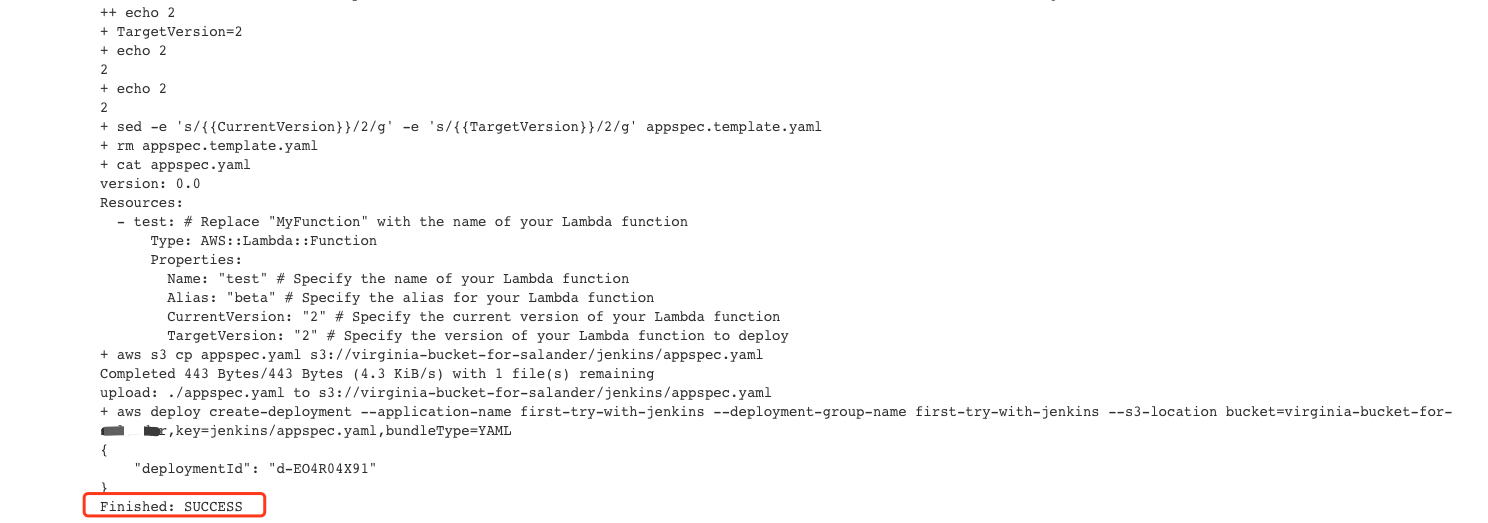 ++ echo 2
+ TargetVersion=2
+ echo 2
2
+ echo 2
2
+ sed -e 's/{{CurrentVersion}}/2/g' -e 's/{{TargetVersion}}/2/g' appspec.template.yaml
+ rm appspec.template.yaml
+ cat appspec.yaml
version: 0.0
Resources:
  - test: # Replace "MyFunction" with the name of your Lambda function
      Type: AWS::Lambda::Function
      Properties:
        Name: "test" # Specify the name of your Lambda function
        Alias: "beta" # Specify the alias for your Lambda function
        CurrentVersion: "2" # Specify the current version of your Lambda function
        TargetVersion: "2" # Specify the version of your Lambda function to deploy
+ aws s3 cp appspec.yaml s3://virginia-bucket-for-salander/jenkins/appspec.yaml
Completed 443 Bytes/443 Bytes (4.3 KiB/s) with 1 file(s) remaining
upload: ./appspec.yaml to s3://virginia-bucket-for-salander/jenkins/appspec.yaml
+ aws deploy create-deployment --application-name first-try-with-jenkins --deployment-group-name first-try-with-jenkins --s3-location bucket=virginia-bucket-for-
,key=jenkins/appspec.yaml,bundleType=YAML
{
    "deploymentId": "d-EO4R04X91"
}
Finished: SUCCESS